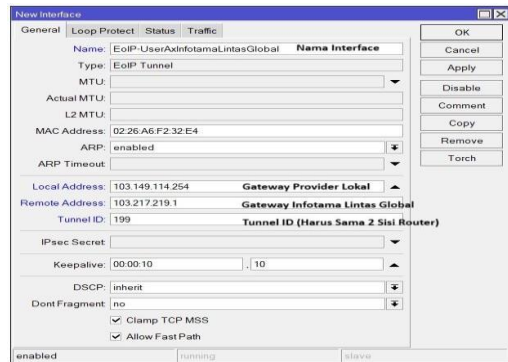 New Interface
General Loop Protect Status Traffic
Name: EoIP-UserAxInfotamaLintasGlobal Nama Interface
Type: EoIP Tunnel
MTU:
Actual MTU:
L2 MTU:
MAC Address: 02:26:A6:F2:32:E4
ARP: enabled
ARP Timeout:
Local Address: 103.149.114.254 Gateway Provider Lokal
Remote Address: 103.217.219.1 Gateway Infotama Lintas Global
Tunnel ID: 199 Tunnel ID (Harus Sama 2 Sisi Router)
IPsec Secret:
Keepalive: 00:00:10 , 10
DSCP: inherit
Dont Fragment: no
Clamp TCP MSS
Allow Fast Path
OK
Cancel
Apply
Disable
Comment
Copy
Remove
Torch
enabled running slave